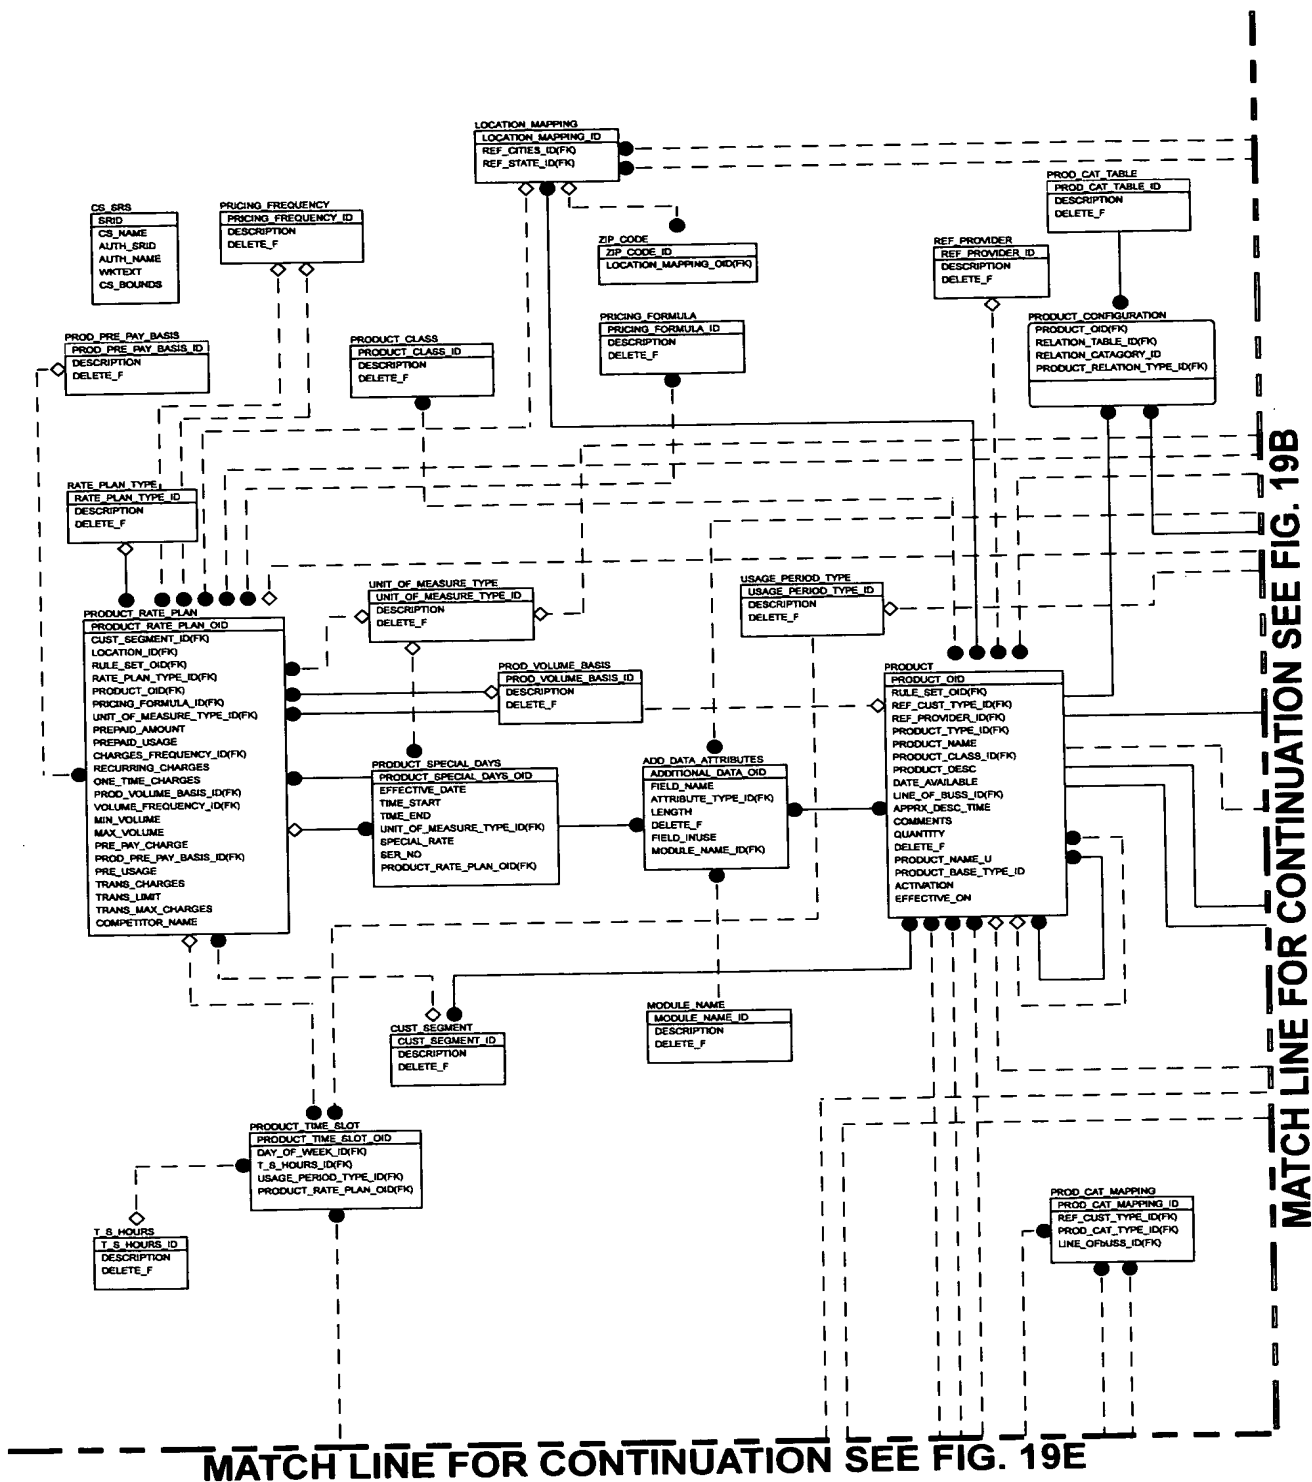 LOCATION_MAPPING
LOCATION_MAPPING_ID
REF_CITIES_ID(FK)
REF_STATE_ID(FK)
PROD_CAT_TABLE
PROD_CAT_TABLE_ID
DESCRIPTION
DELETE_F
CS_SRS
SRID
CS_NAME
AUTH_SRID
AUTH_NAME
WKTEXT
CS_BOUNDS
PRICING_FREQUENCY
PRICING_FREQUENCY_ID
DESCRIPTION
DELETE_F
ZIP_CODE
ZIP_CODE_ID
LOCATION_MAPPING_OID(FK)
REF_PROVIDER
REF_PROVIDER_ID
DESCRIPTION
DELETE_F
PROD_PRE_PAY_BASIS
PROD_PRE_PAY_BASIS_ID
DESCRIPTION
DELETE_F
PRODUCT_CLASS
PRODUCT_CLASS_ID
DESCRIPTION
DELETE_F
PRICING_FORMULA
PRICING_FORMULA_ID
DESCRIPTION
DELETE_F
PRODUCT_CONFIGURATION
PRODUCT_OID(FK)
RELATION_TABLE_ID(FK)
RELATION_CATAGORY_ID
PRODUCT_RELATION_TYPE_ID(FK)
RATE_PLAN_TYPE
RATE_PLAN_TYPE_ID
DESCRIPTION
DELETE_F
UNIT_OF_MEASURE_TYPE
UNIT_OF_MEASURE_TYPE_ID
DESCRIPTION
DELETE_F
USAGE_PERIOD_TYPE
USAGE_PERIOD_TYPE_ID
DESCRIPTION
DELETE_F
PRODUCT_RATE_PLAN
PRODUCT_RATE_PLAN_OID
CUST_SEGMENT_ID(FK)
LOCATION_ID(FK)
RULE_SET_OID(FK)
RATE_PLAN_TYPE_ID(FK)
PRODUCT_OID(FK)
PRICING_FORMULA_ID(FK)
UNIT_OF_MEASURE_TYPE_ID(FK)
PREPAID_AMOUNT
PREPAID_USAGE
CHARGES_FREQUENCY_ID(FK)
RECURRING_CHARGES
ONE_TIME_CHARGES
PROD_VOLUME_BASIS_ID(FK)
VOLUME_FREQUENCY_ID(FK)
MIN_VOLUME
MAX_VOLUME
PRE_PAY_CHARGE
PROD_PRE_PAY_BASIS_ID(FK)
PRE_USAGE
TRANS_CHARGES
TRANS_LIMIT
TRANS_MAX_CHARGES
COMPETITOR_NAME
PROD_VOLUME_BASIS
PROD_VOLUME_BASIS_ID
DESCRIPTION
DELETE_F
PRODUCT
PRODUCT_OID
RULE_SET_OID(FK)
REF_CUST_TYPE_ID(FK)
REF_PROVIDER_ID(FK)
PRODUCT_TYPE_ID(FK)
PRODUCT_NAME
PRODUCT_CLASS_ID(FK)
PRODUCT_DESC
DATE_AVAILABLE
LINE_OF_BUSS_ID(FK)
APPRX_DESC_TIME
COMMENTS
QUANTITY
DELETE_F
PRODUCT_NAME_U
PRODUCT_BASE_TYPE_ID
ACTIVATION
EFFECTIVE_ON
PRODUCT_SPECIAL_DAYS
PRODUCT_SPECIAL_DAYS_OID
EFFECTIVE_DATE
TIME_START
TIME_END
UNIT_OF_MEASURE_TYPE_ID(FK)
SPECIAL_RATE
SER_NO
PRODUCT_RATE_PLAN_OID(FK)
ADD_DATA_ATTRIBUTES
ADDITIONAL_DATA_OID
FIELD_NAME
ATTRIBUTE_TYPE_ID(FK)
LENGTH
DELETE_F
FIELD_INUSE
MODULE_NAME_ID(FK)
CUST_SEGMENT
CUST_SEGMENT_ID
DESCRIPTION
DELETE_F
MODULE_NAME
MODULE_NAME_ID
DESCRIPTION
DELETE_F
PRODUCT_TIME_SLOT
PRODUCT_TIME_SLOT_OID
DAY_OF_WEEK_ID(FK)
T_S_HOURS_ID(FK)
USAGE_PERIOD_TYPE_ID(FK)
PRODUCT_RATE_PLAN_OID(FK)
T_S_HOURS
T_S_HOURS_ID
DESCRIPTION
DELETE_F
PROD_CAT_MAPPING
PROD_CAT_MAPPING_ID
REF_CUST_TYPE_ID(FK)
PROD_CAT_TYPE_ID(FK)
LINE_OFbUSS_ID(FK)
MATCH LINE FOR CONTINUATION SEE FIG. 19B
MATCH LINE FOR CONTINUATION SEE FIG. 19E